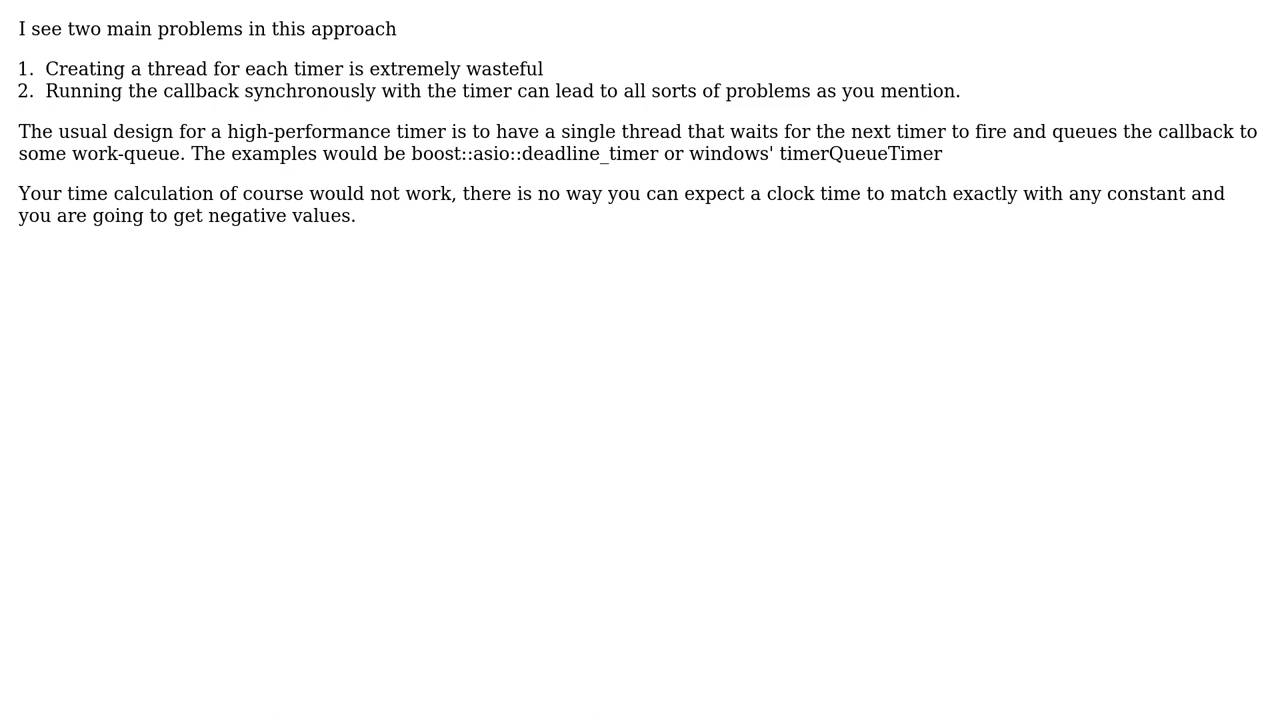 I see two main problems in this approach
1. Creating a thread for each timer is extremely wasteful
2. Running the callback synchronously with the timer can lead to all sorts of problems as you mention.
The usual design for a high-performance timer is to have a single thread that waits for the next timer to fire and queues the callback to
some work-queue. The examples would be boost::asio::deadline_timer or windows' timerQueueTimer
Your time calculation of course would not work, there is no way you can expect a clock time to match exactly with any constant and
you are going to get negative values.